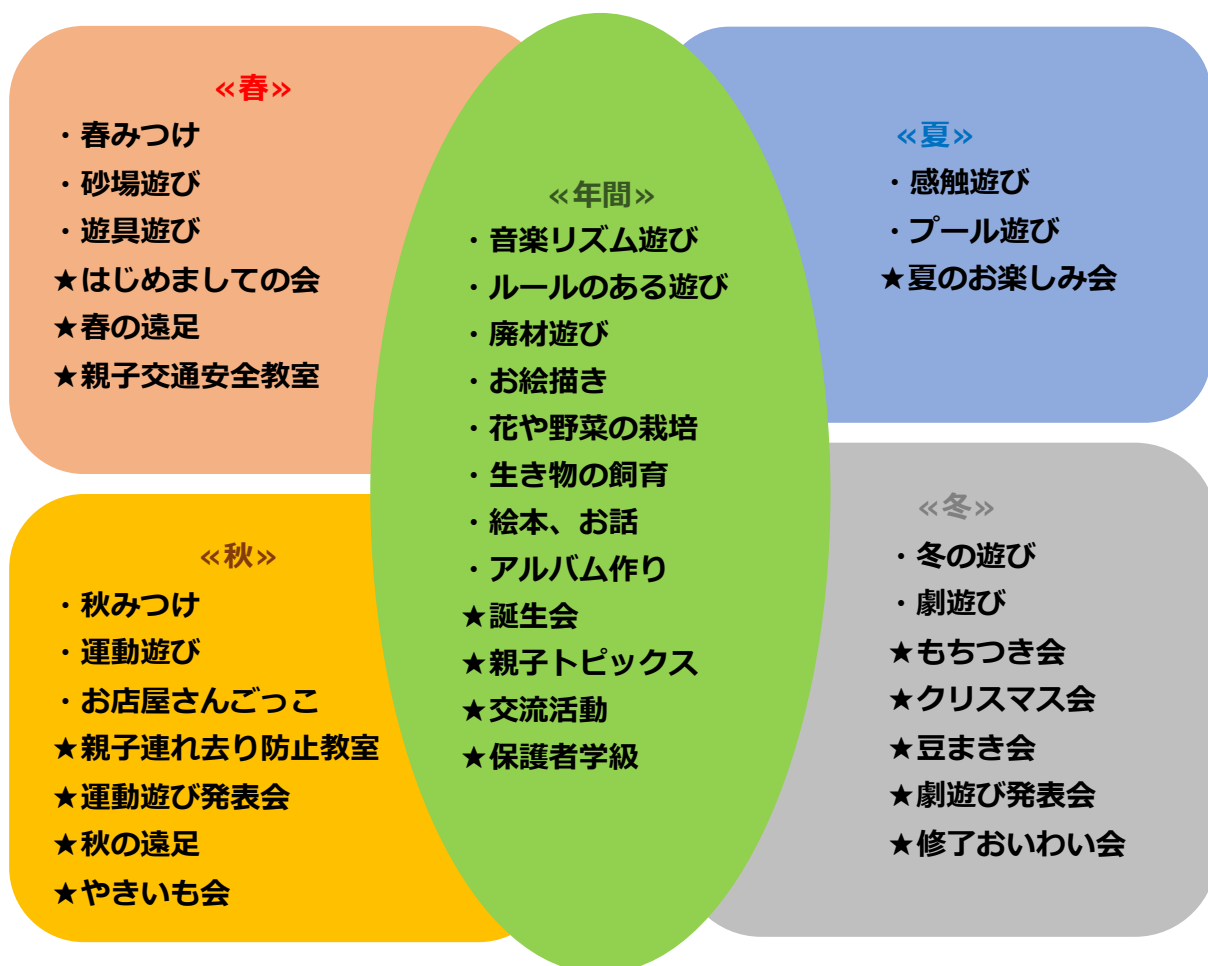 «春»
・春みつけ
・砂場遊び
・遊具遊び
★はじめましての会
★春の遠足
★親子交通安全教室
«年間»
・音楽リズム遊び
・ルールのある遊び
・廃材遊び
・お絵描き
・花や野菜の栽培
・生き物の飼育
・絵本、お話
・アルバム作り
★誕生会
★親子トピックス
★交流活動
★保護者学級
«夏»
・感触遊び
・プール遊び
★夏のお楽しみ会
«秋»
・秋みつけ
・運動遊び
・お店屋さんごっこ
★親子連れ去り防止教室
★運動遊び発表会
★秋の遠足
★やきいも会
«冬»
・冬の遊び
・劇遊び
★もちつき会
★クリスマス会
★豆まき会
★劇遊び発表会
★修了おいわい会